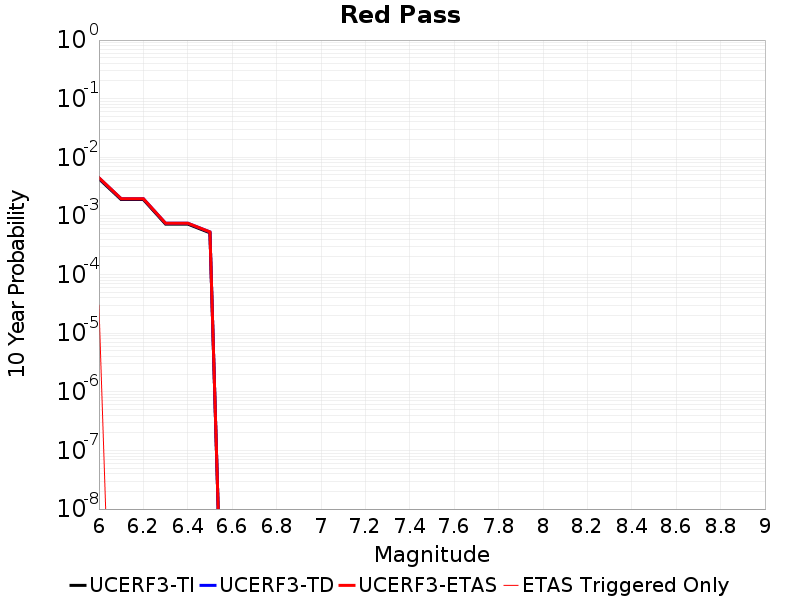 Red Pass
10 Year Probability
10^0
10^-1
10^-2
10^-3
10^-4
10^-5
10^-6
10^-7
10^-8
6 6.2 6.4 6.6 6.8 7 7.2 7.4 7.6 7.8 8 8.2 8.4 8.6 8.8 9
Magnitude
UCERF3-TI UCERF3-TD UCERF3-ETAS ETAS Triggered Only